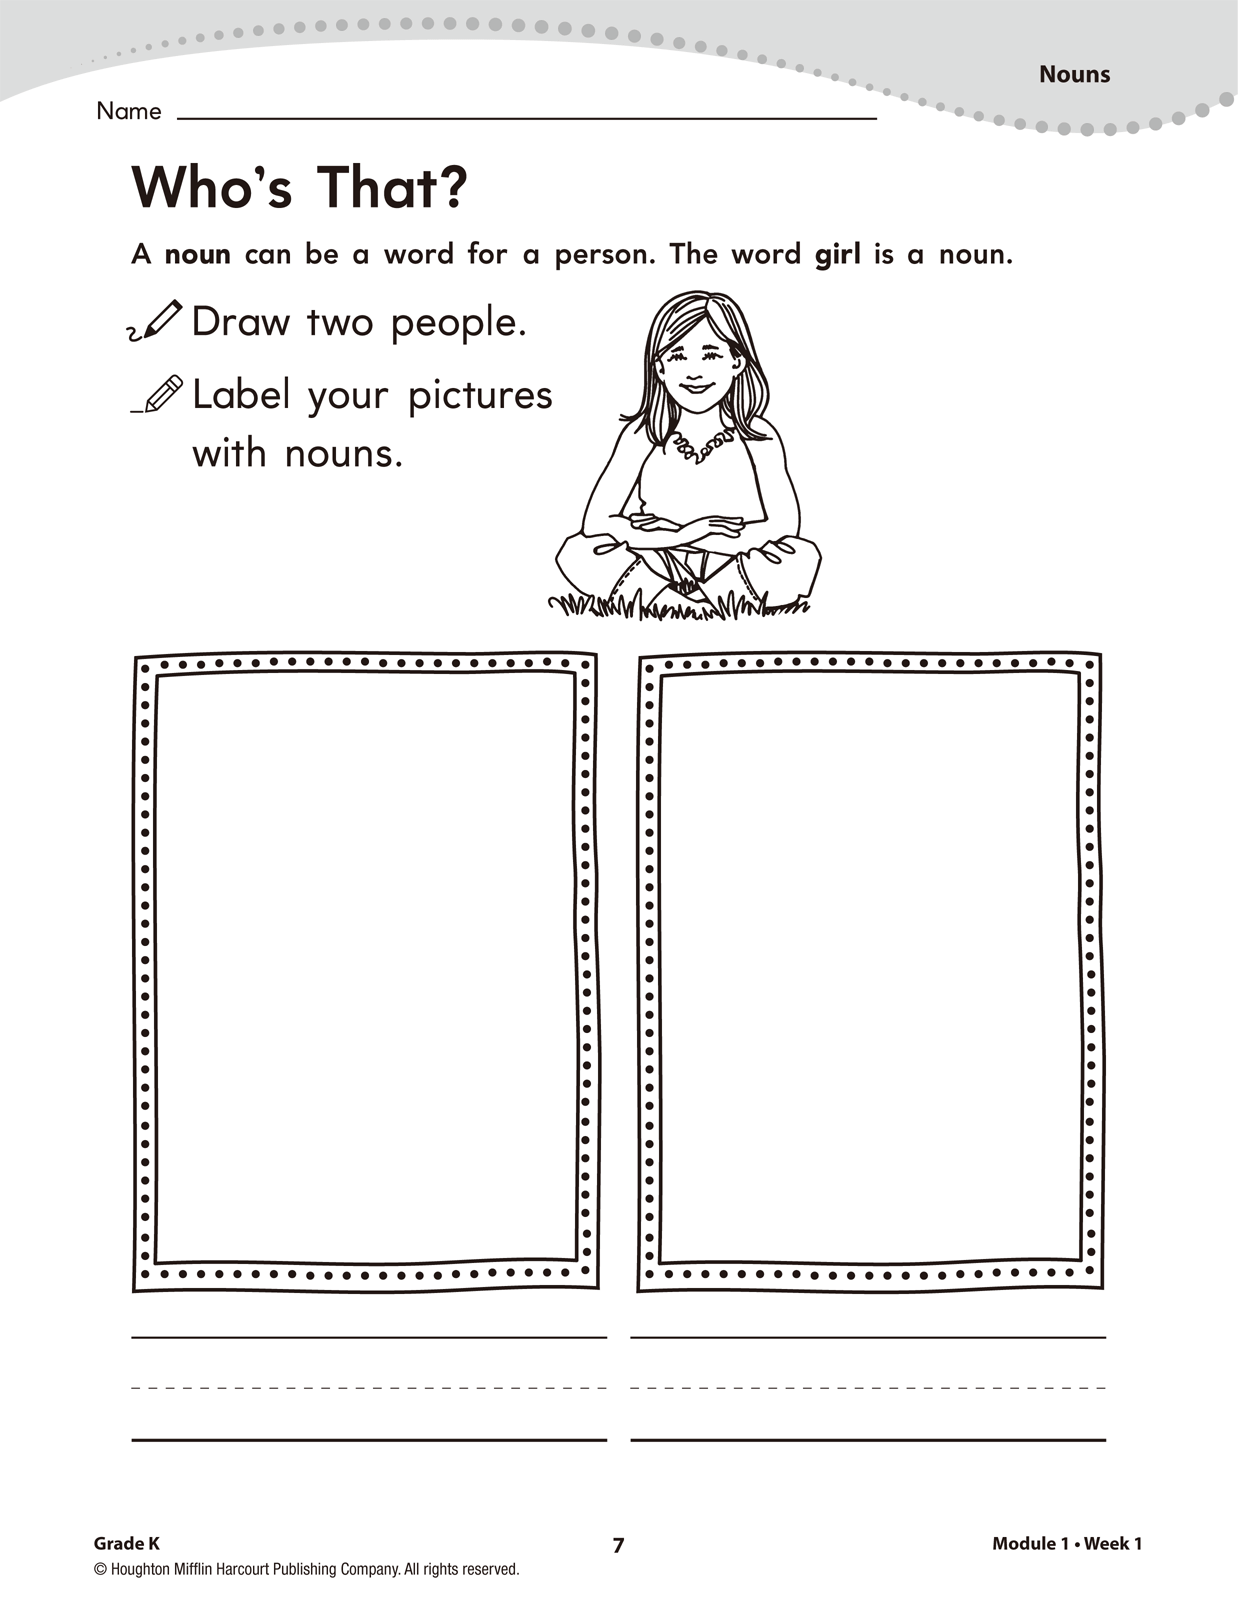 Nouns
Name
Who's That?
A noun can be a word for a person. The word girl is a noun.
Draw two people.
Label your pictures
with nouns.
Grade K
7
Module 1 • Week 1
© Houghton Mifflin Harcourt Publishing Company. All rights reserved.